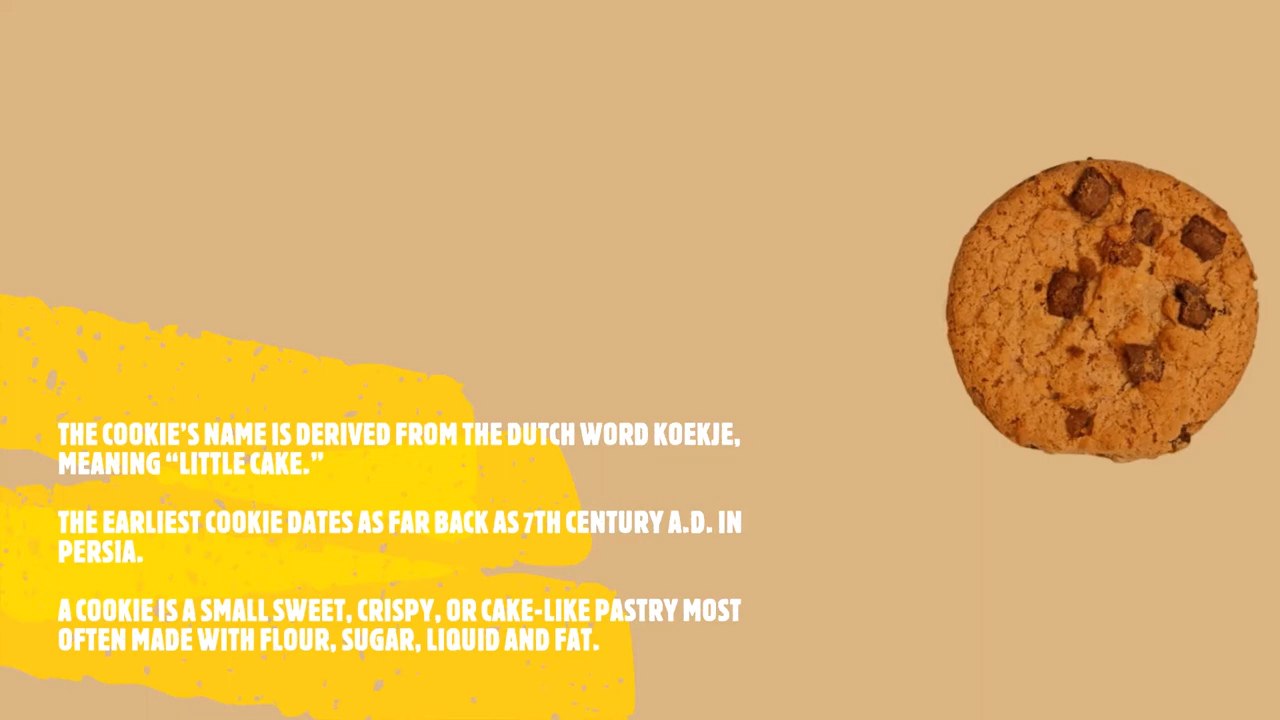 THE COOKIE'S NAME IS DERIVED FROM THE DUTCH WORD KOEKJE,
MEANING “LITTLE CAKE.”
THE EARLIEST COOKIE DATES AS FAR BACK AS 7TH CENTURY A.D. IN
PERSIA.
A COOKIE IS A SMALL SWEET, CRISPY, OR CAKE-LIKE PASTRY MOST
OFTEN MADE WITH FLOUR, SUGAR, LIQUID AND FAT.